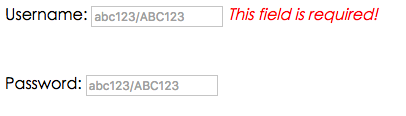 Username: abc123/ABC123 This field is required!
Password: abc123/ABC123